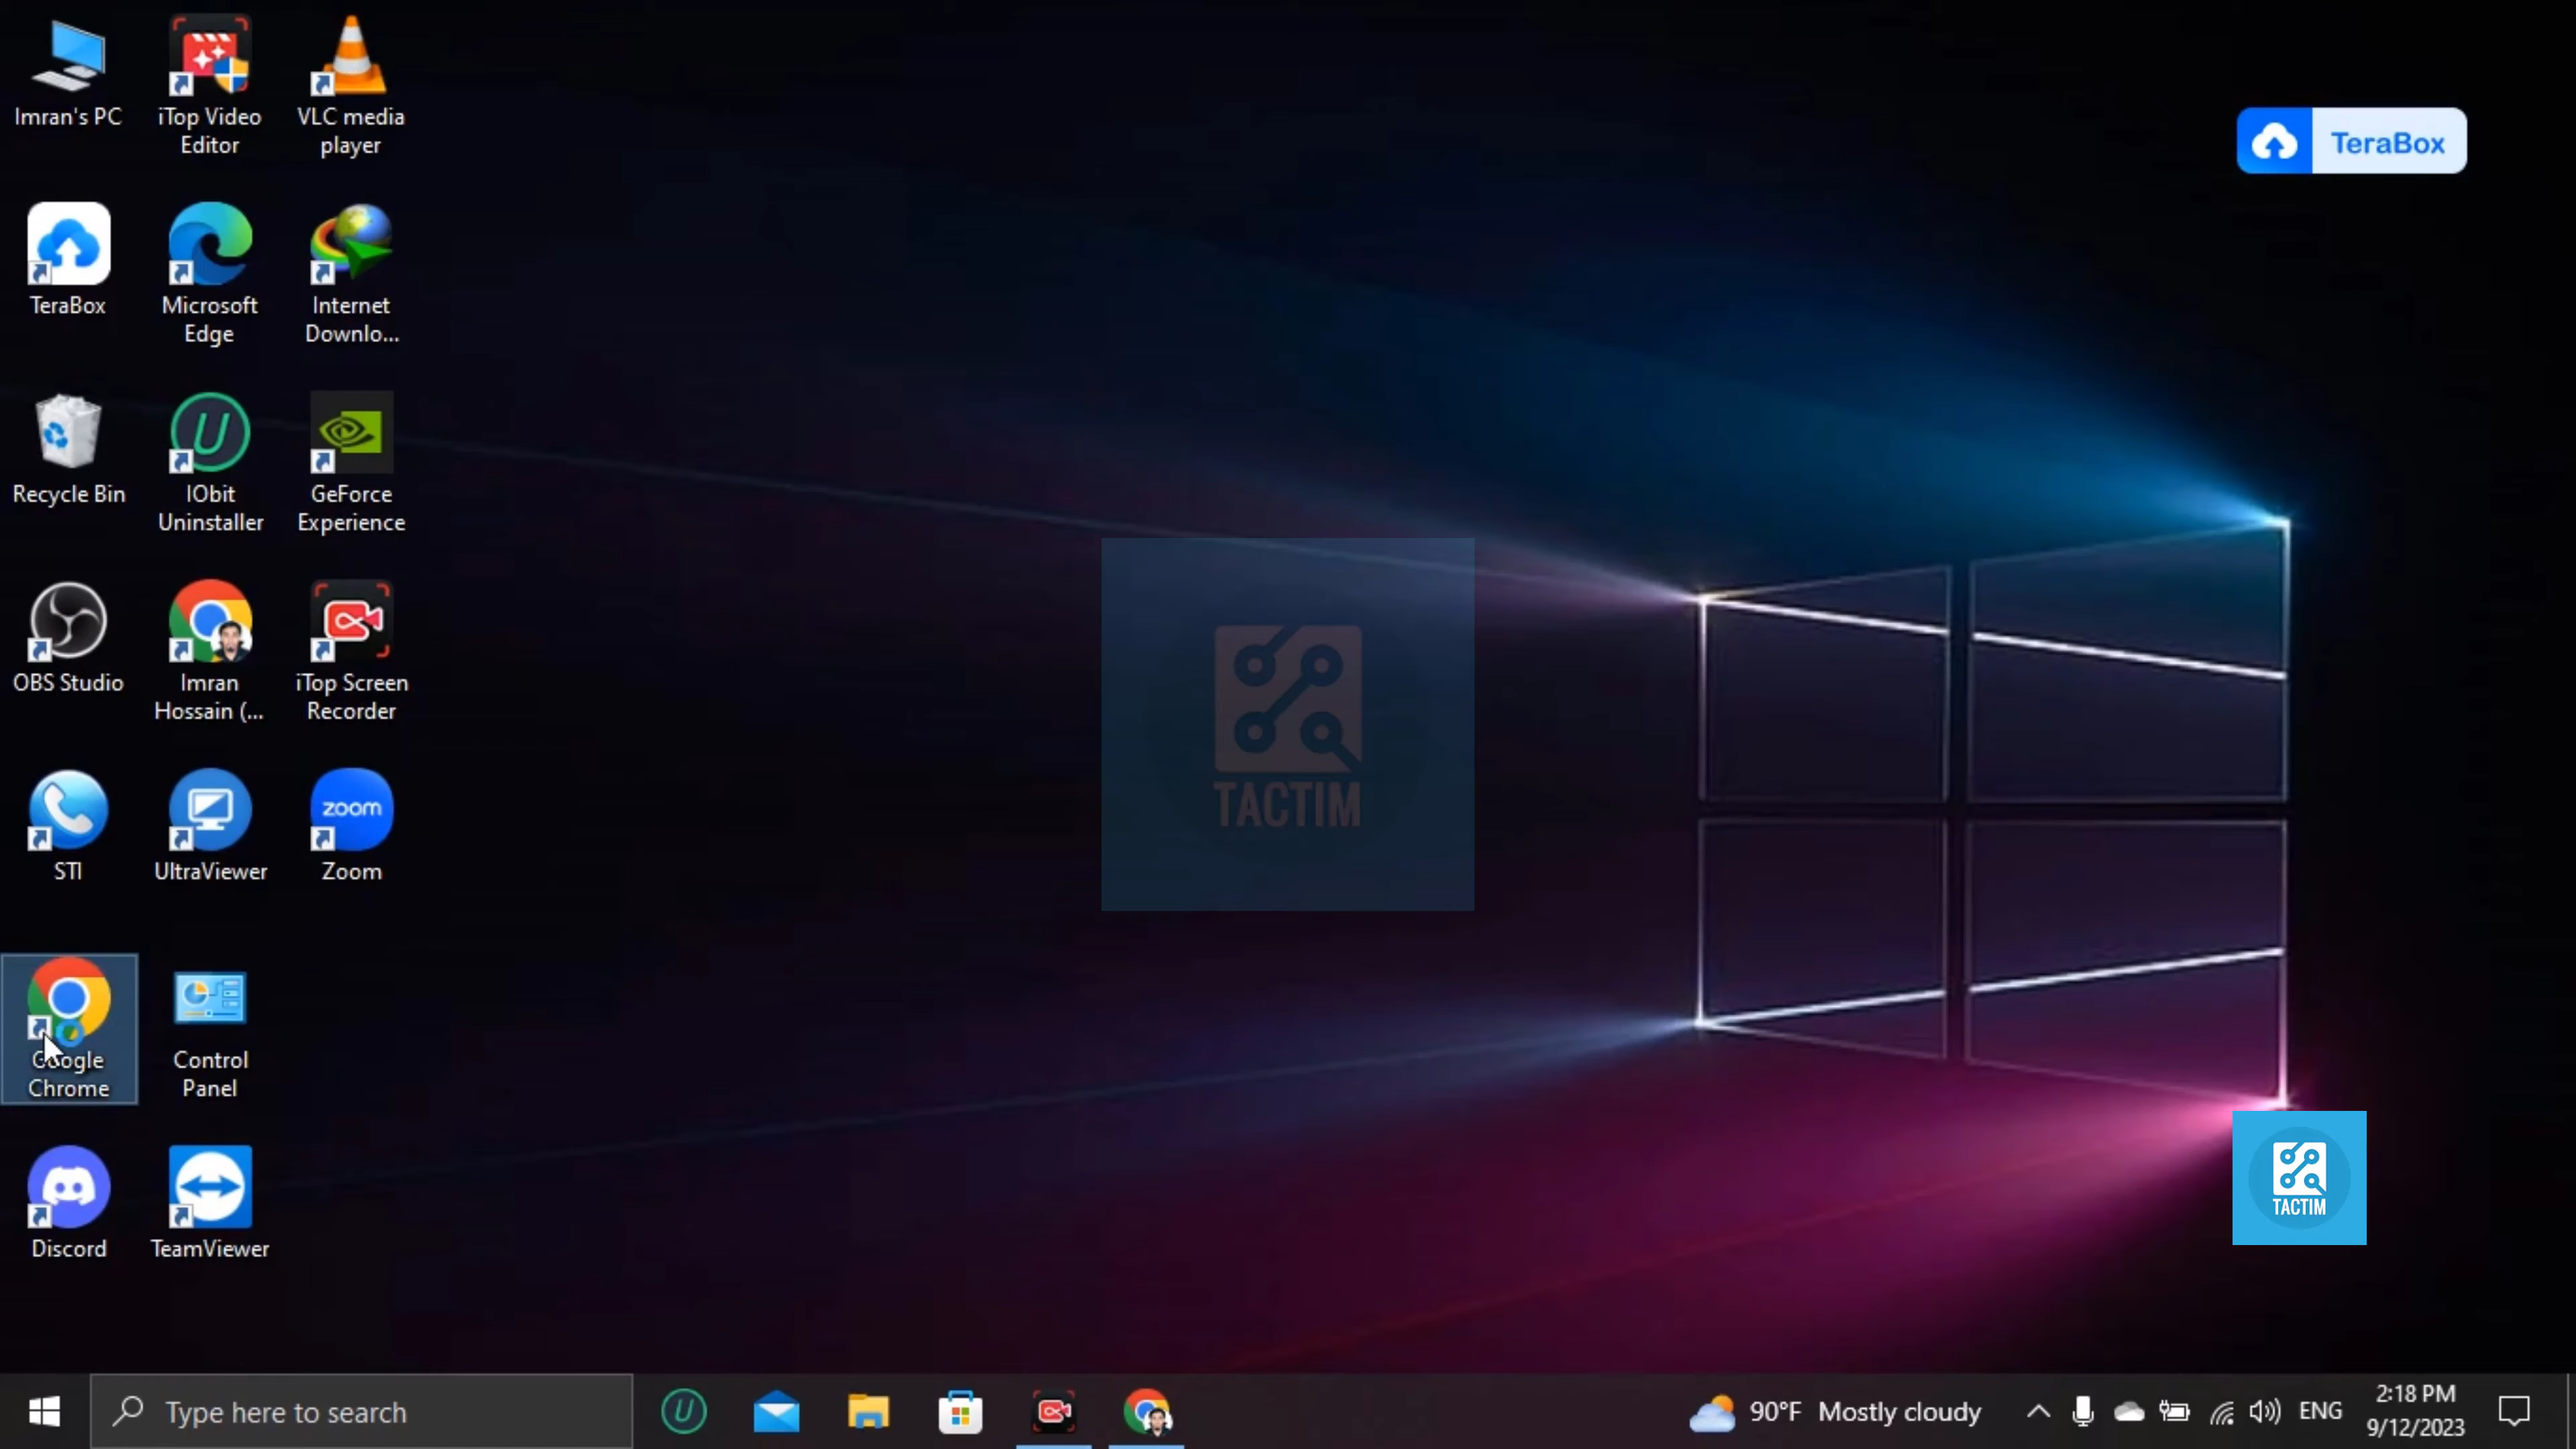 Imran's PC
iTop Video
Editor
VLC media
player
TeraBox
TeraBox
Microsoft
Edge
Internet
Downlo...
Recycle Bin
IObit
Uninstaller
GeForce
Experience
OBS Studio
Imran
Hossain (...
iTop Screen
Recorder
TACTIM
STI
UltraViewer
zoom
Zoom
Google
Chrome
Control
Panel
TACTIM
Discord
TeamViewer
Type here to search
90°F Mostly cloudy
ENG
2:18 PM
9/12/2023